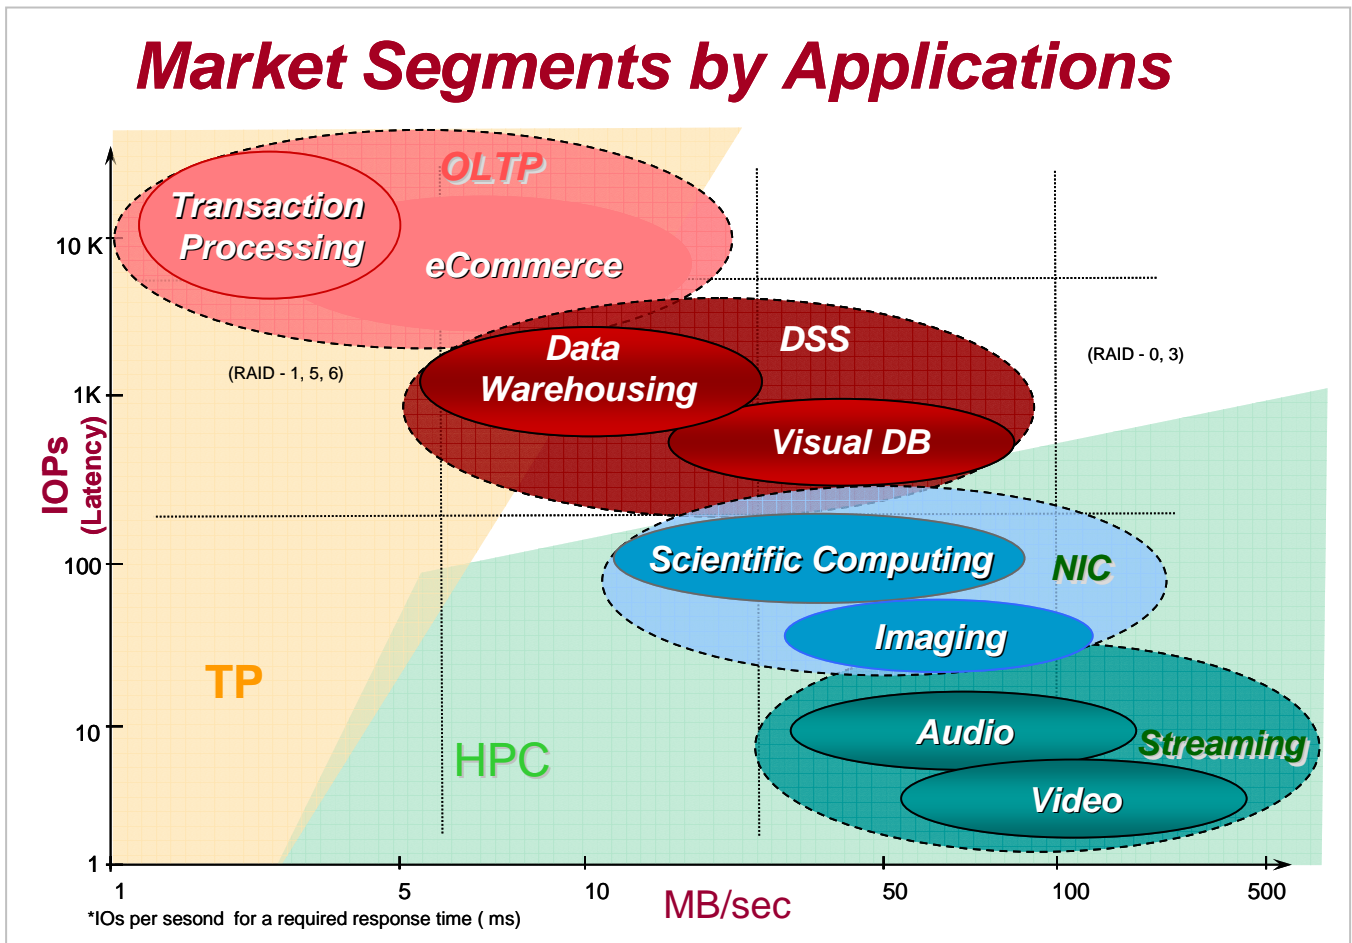 Market Segments by Applications
OLTP
Transaction
Processing
eCommerce
10 K
Data
Warehousing
DSS
(RAID - 0, 3)
(RAID - 1, 5, 6)
1K
Visual DB
IOPs
(Latency)
100
Scientific Computing
NIC
Imaging
TP
10
Audio
Streaming
HPC
Video
1
1
5
10
50
100
500
MB/sec
*IOs per sesond for a required response time ( ms)